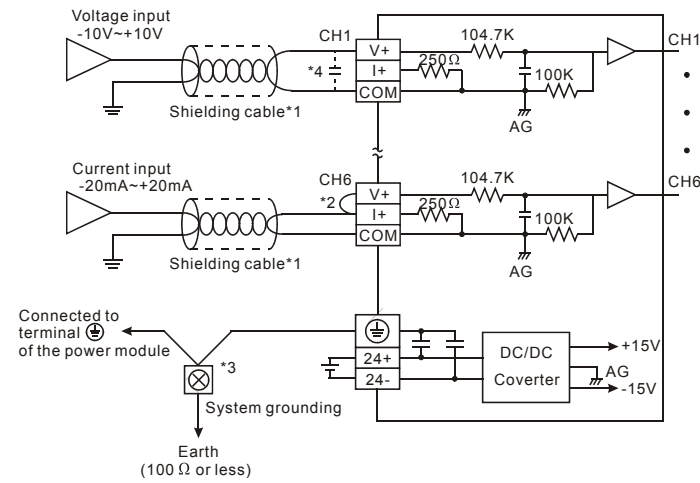 Voltage input
-10V~+10V
CH1
*4
V+
I+
COM
250Ω
104.7K
100K
AG
CH1
Shielding cable*1
Current input
-20mA~+20mA
CH6
*2
V+
I+
COM
250Ω
104.7K
100K
AG
CH6
Shielding cable*1
Connected to
terminal
of the power module
*3
System grounding
Earth
(100 Ω or less)
24+
24-
DC/DC
Coverter
+15V
AG
-15V